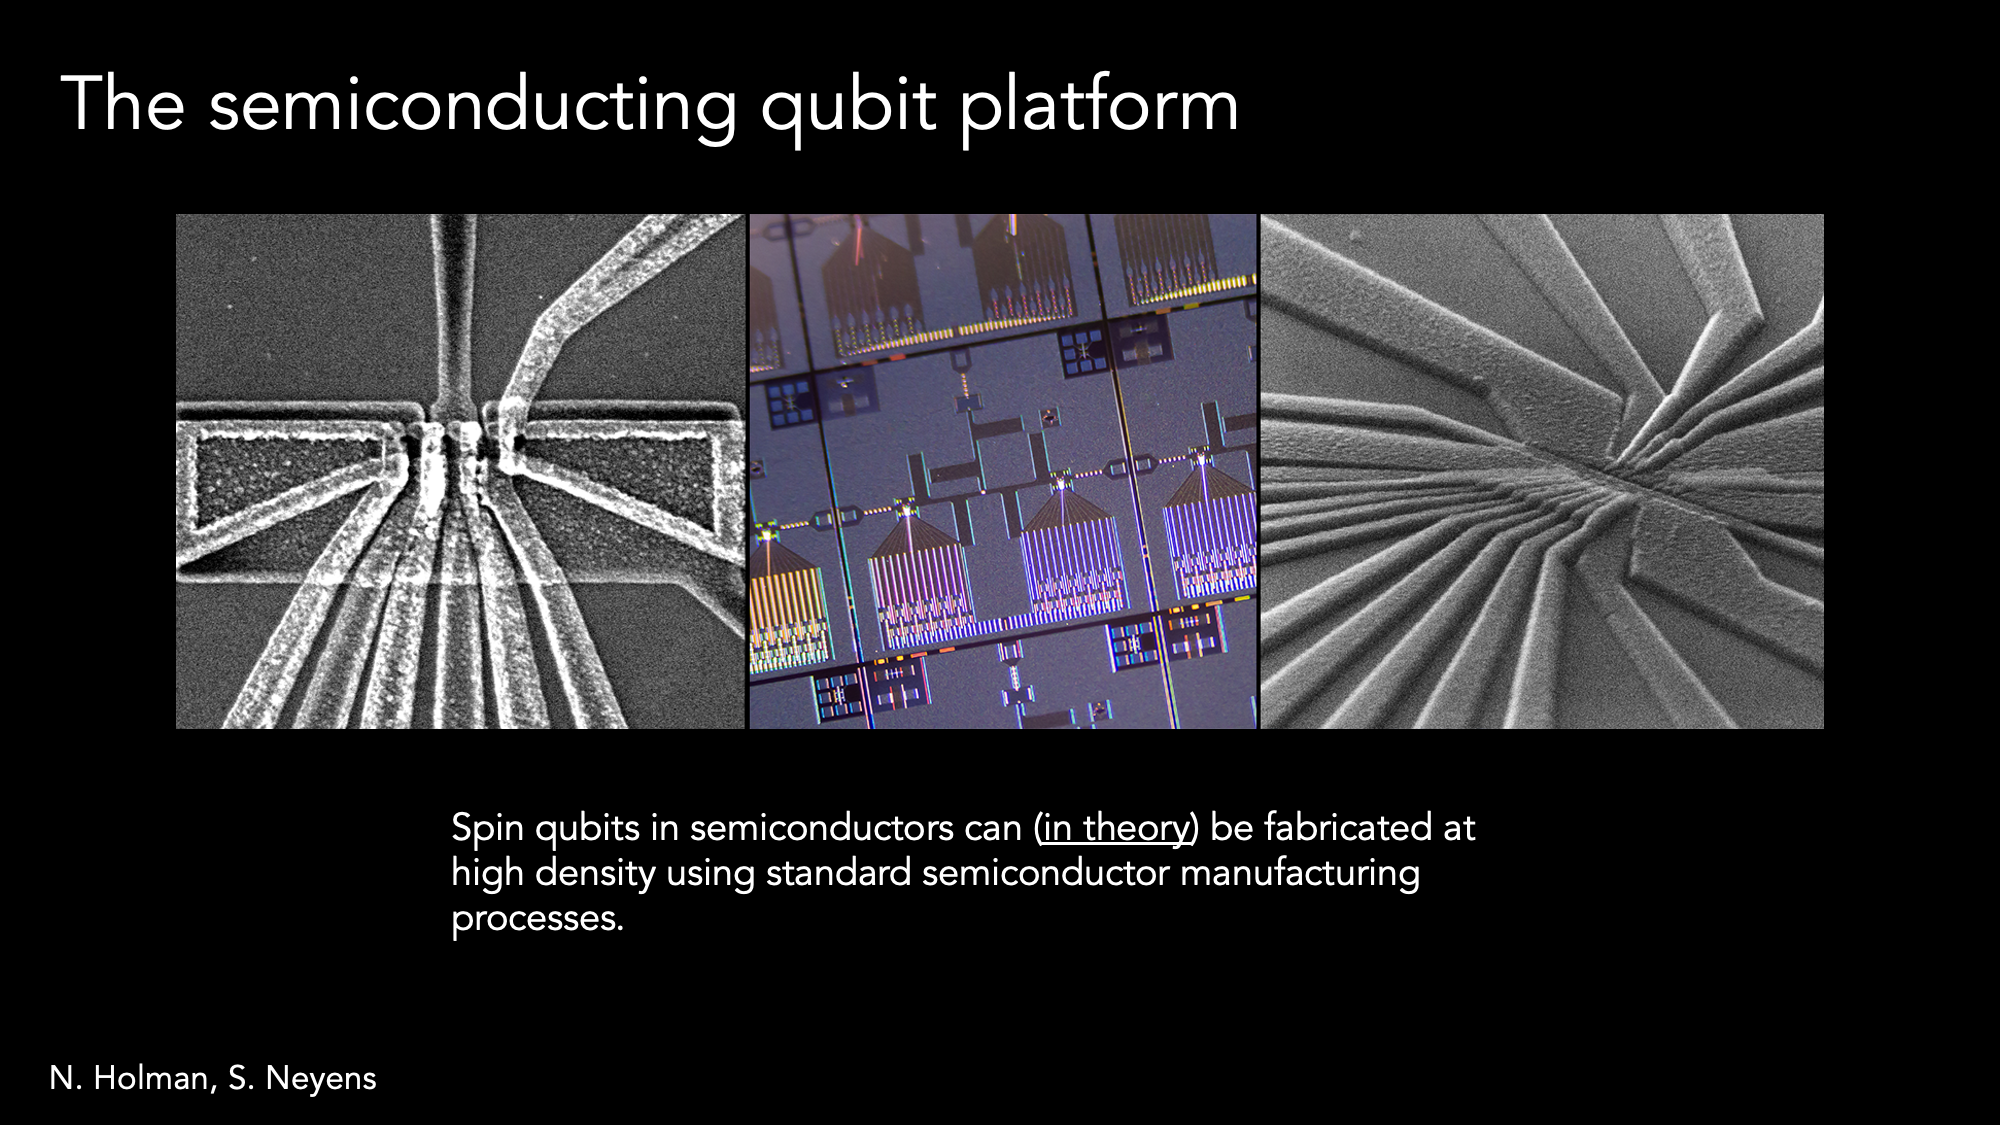 The semiconducting qubit platform
Spin qubits in semiconductors can (in theory) be fabricated at
high density using standard semiconductor manufacturing
processes.
N. Holman, S. Neyens